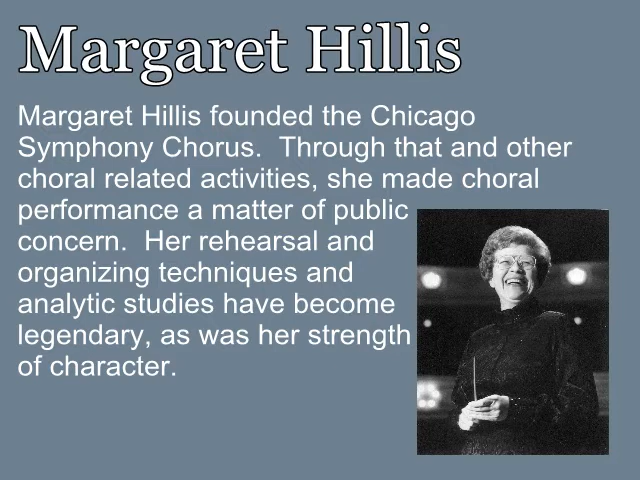 Margaret Hillis
Margaret Hillis founded the Chicago
Symphony Chorus.  Through that and other
choral related activities, she made choral
performance a matter of public
concern.  Her rehearsal and
organizing techniques and
analytic studies have become
legendary, as was her strength
of character.